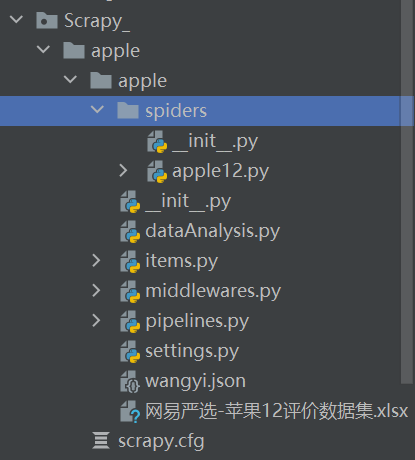 Scrapy_
apple
apple
spiders
__init__.py
apple12.py
__init__.py
dataAnalysis.py
items.py
middlewares.py
pipelines.py
settings.py
wangyi.json
网易严选-苹果12评价数据集.xlsx
scrapy.cfg